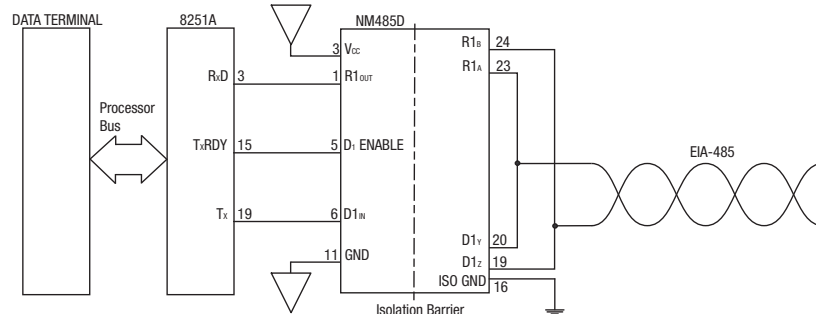 DATA TERMINAL
8251A
NM485D
3 Vcc
R1B 24
R1A 23
RxD 3
1 R1OUT
Processor
Bus
TxRDY 15
5 D1 ENABLE
EIA-485
Tx 19
6 D1IN
D1Y 20
11 GND
D1Z 19
ISO GND 16
Isolation Barrier